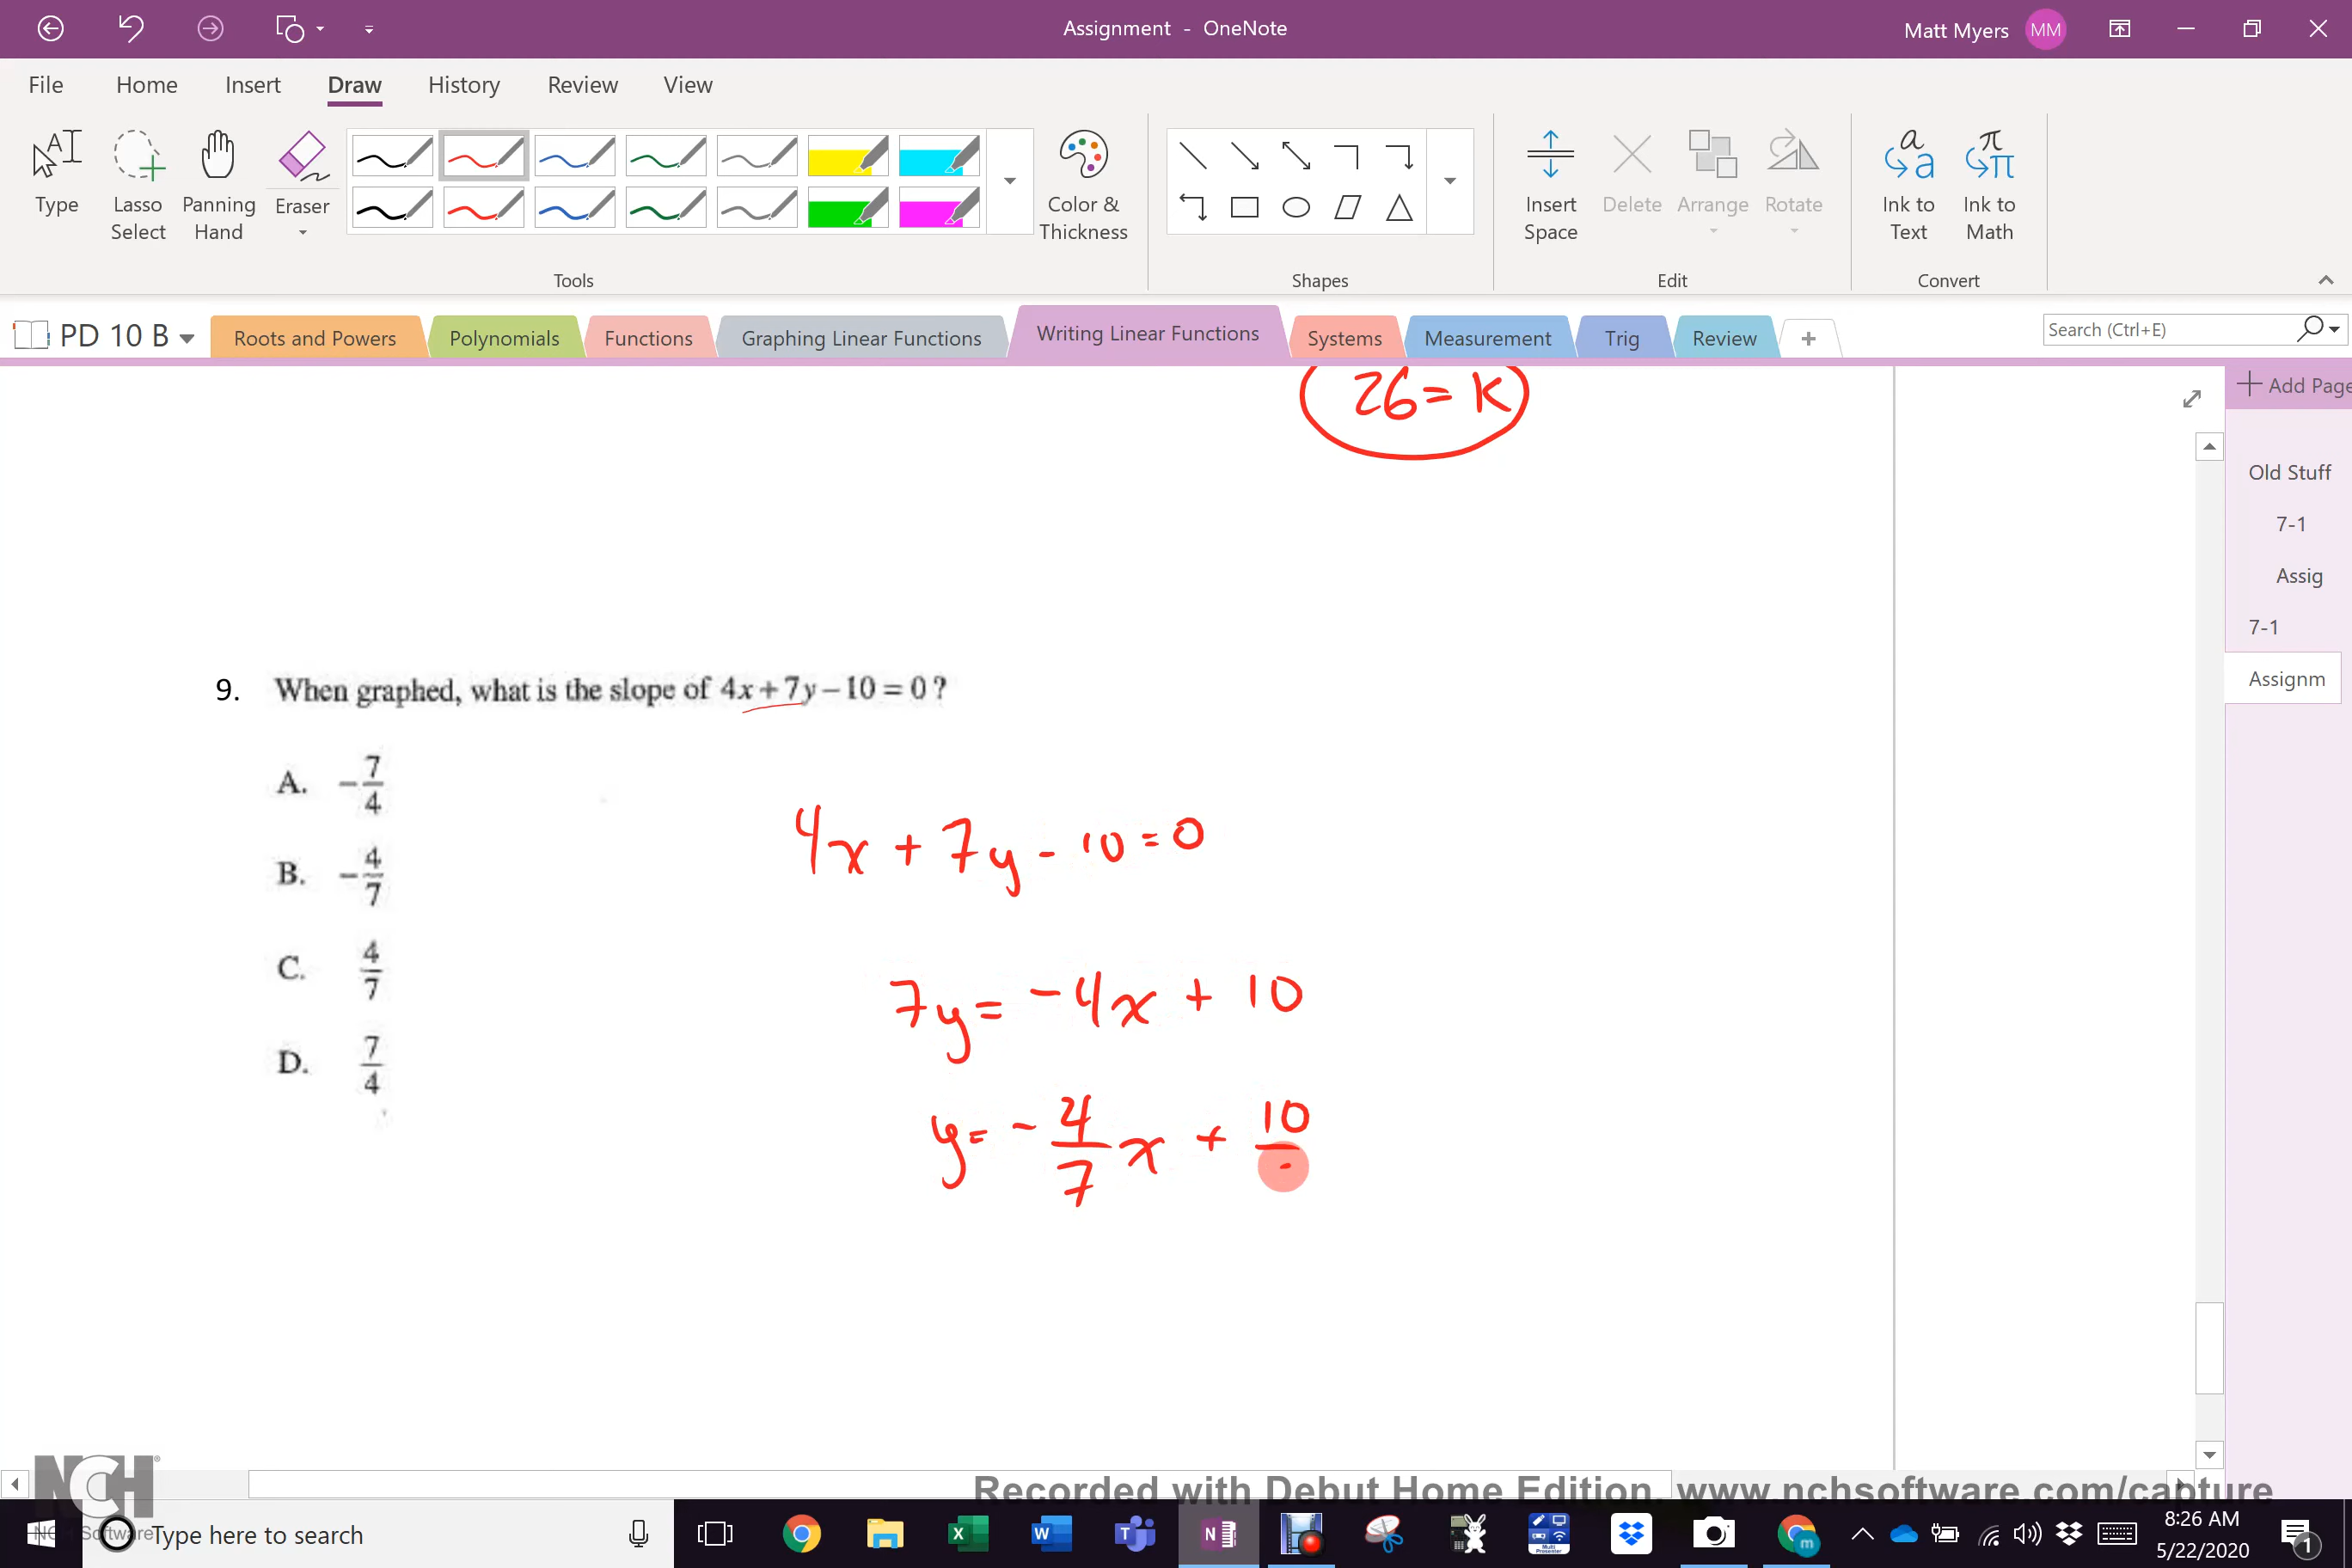 Assignment - OneNote
Matt Myers MM
File Home Insert Draw History Review View
Type
Lasso Select
Panning Hand
Eraser
Color & Thickness
Insert Space
Delete
Arrange
Rotate
Ink to Text
Ink to Math
Tools
Shapes
Edit
Convert
PD 10 B
Roots and Powers
Polynomials
Functions
Graphing Linear Functions
Writing Linear Functions
Systems
Measurement
Trig
Review
Search (Ctrl+E)
Add Page
Old Stuff
7-1
Assig
7-1
Assignm
26 = K
9. When graphed, what is the slope of 4x + 7y - 10 = 0 ?
A. -7/4
B. -4/7
C. 4/7
D. 7/4
4x + 7y - 10 = 0
7y = -4x + 10
y = -4/7 x + 10
NCH
NCH Software
Recorded with Debut Home Edition. www.nchsoftware.com/capture
Type here to search
8:26 AM
5/22/2020
1